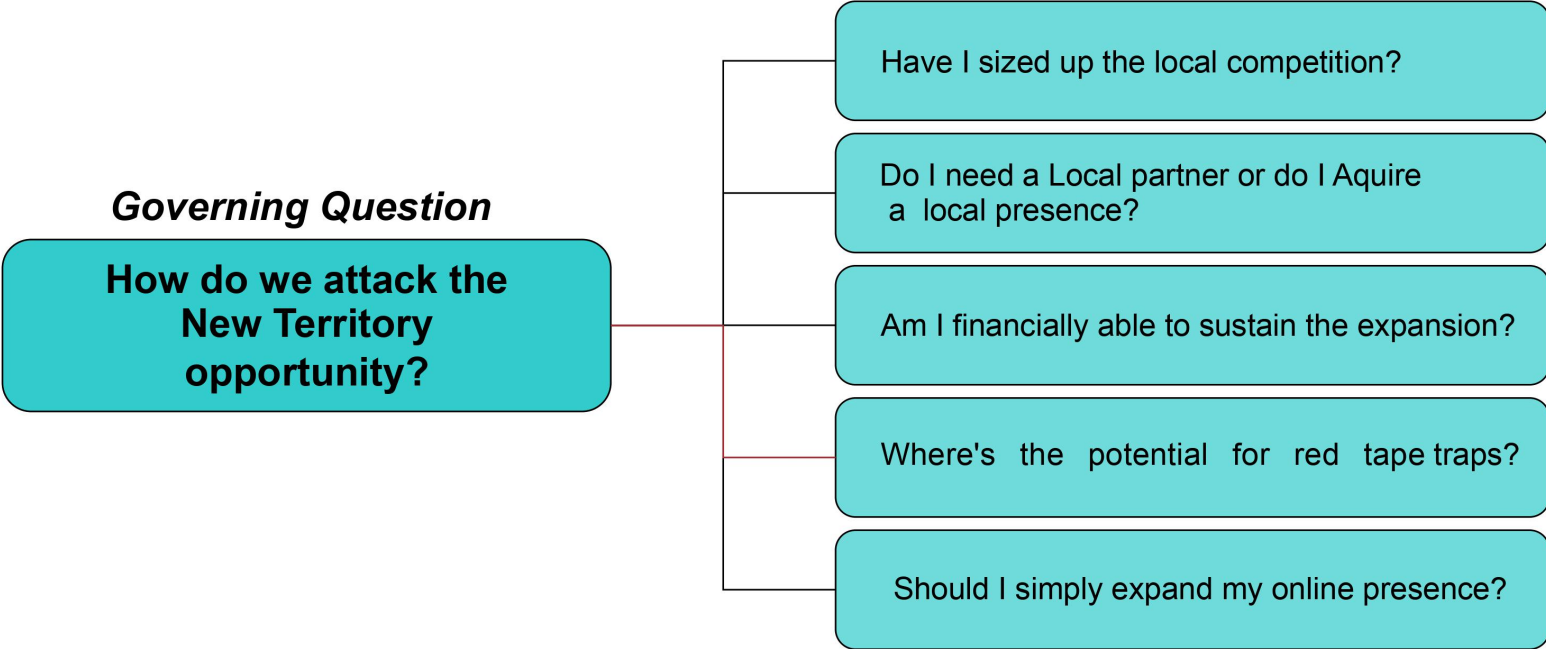 Governing Question
How do we attack the
New Territory
opportunity?
Have I sized up the local competition?
Do I need a Local partner or do I Aquire
a local presence?
Am I financially able to sustain the expansion?
Where's the potential for red tape traps?
Should I simply expand my online presence?